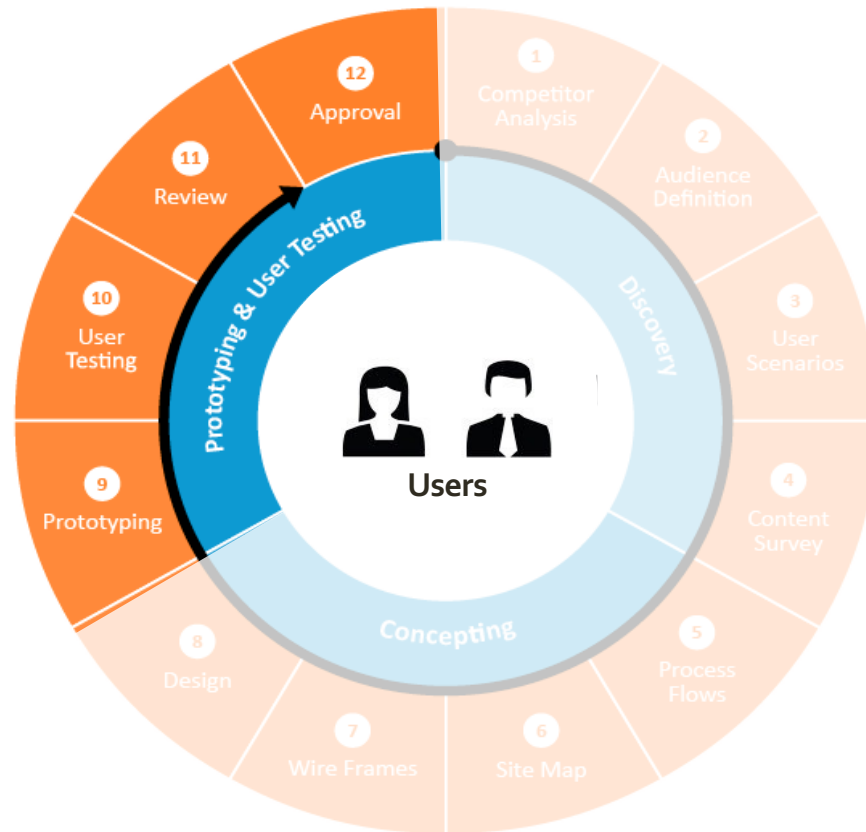 1
Competitor
Analysis
2
Audience
Definition
3
User
Scenarios
4
Content
Survey
5
Process
Flows
6
Site Map
7
Wire Frames
8
Design
9
Prototyping
10
User
Testing
11
Review
12
Approval
Discovery
Concepting
Prototyping & User Testing
Users